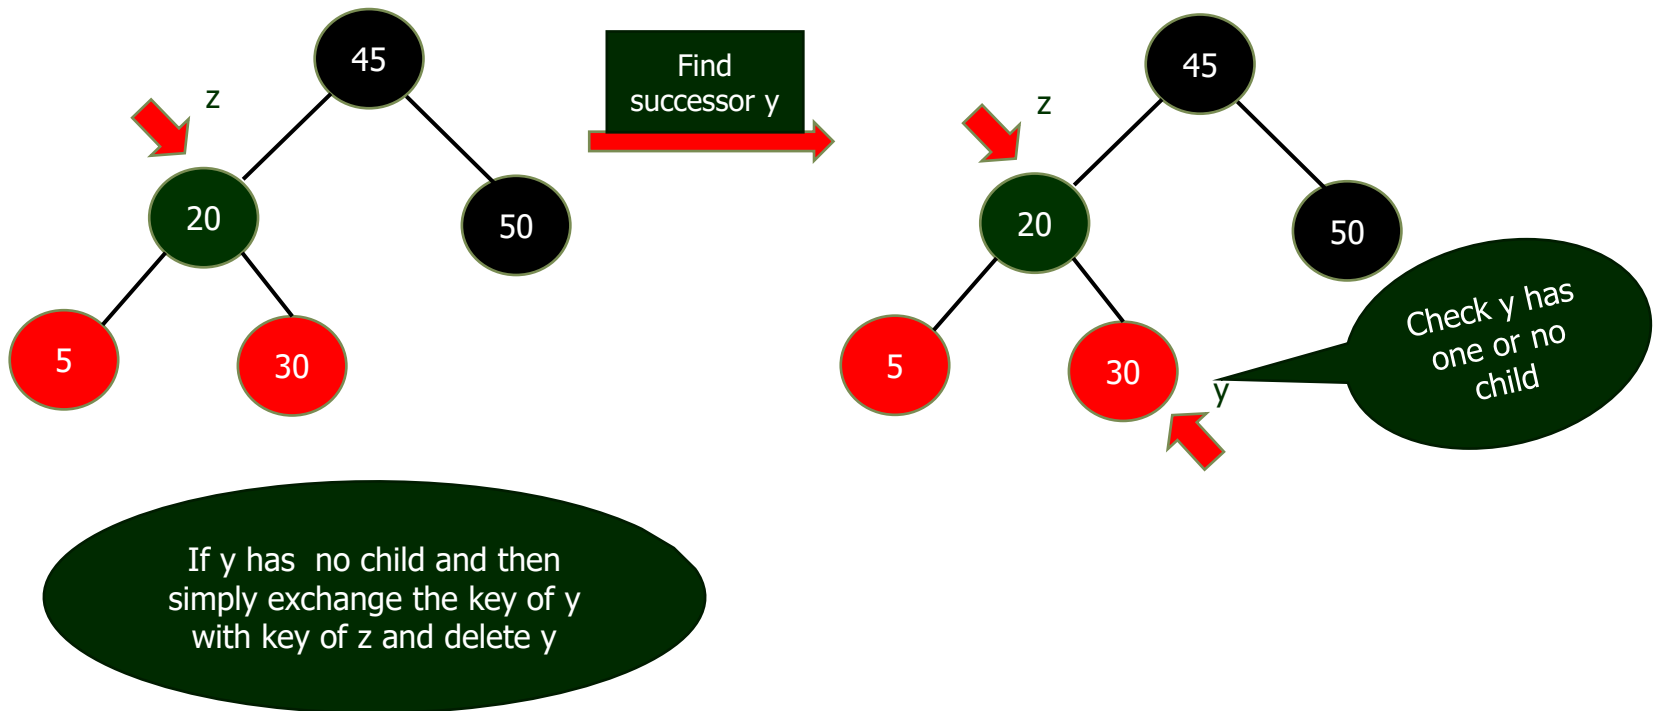 45
z
20
50
5
30
Find
successor y
45
z
20
50
5
30
y
Check y has
one or no
child
If y has  no child and then
simply exchange the key of y
with key of z and delete y